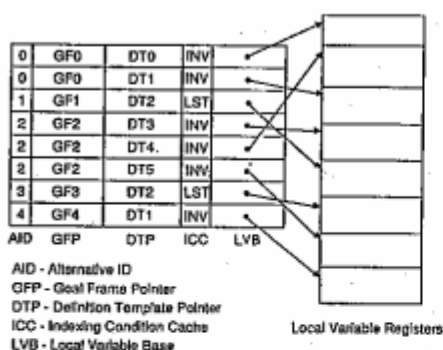 0 GF0 DT0 INV
0 GF0 DT1 INV
1 GF1 DT2 LST
2 GF2 DT3 INV
2 GF2 DT4. INV
2 GF2 DT5 INV
3 GF3 DT2 LST
4 GF4 DT1 INV
AID GFP DTP ICC LVB
AID - Alternative ID
GFP - Goal Frame Pointer
DTP - Definition Template Pointer
ICC - Indexing Condition Cache
LVB - Local Variable Base
Local Variable Registers